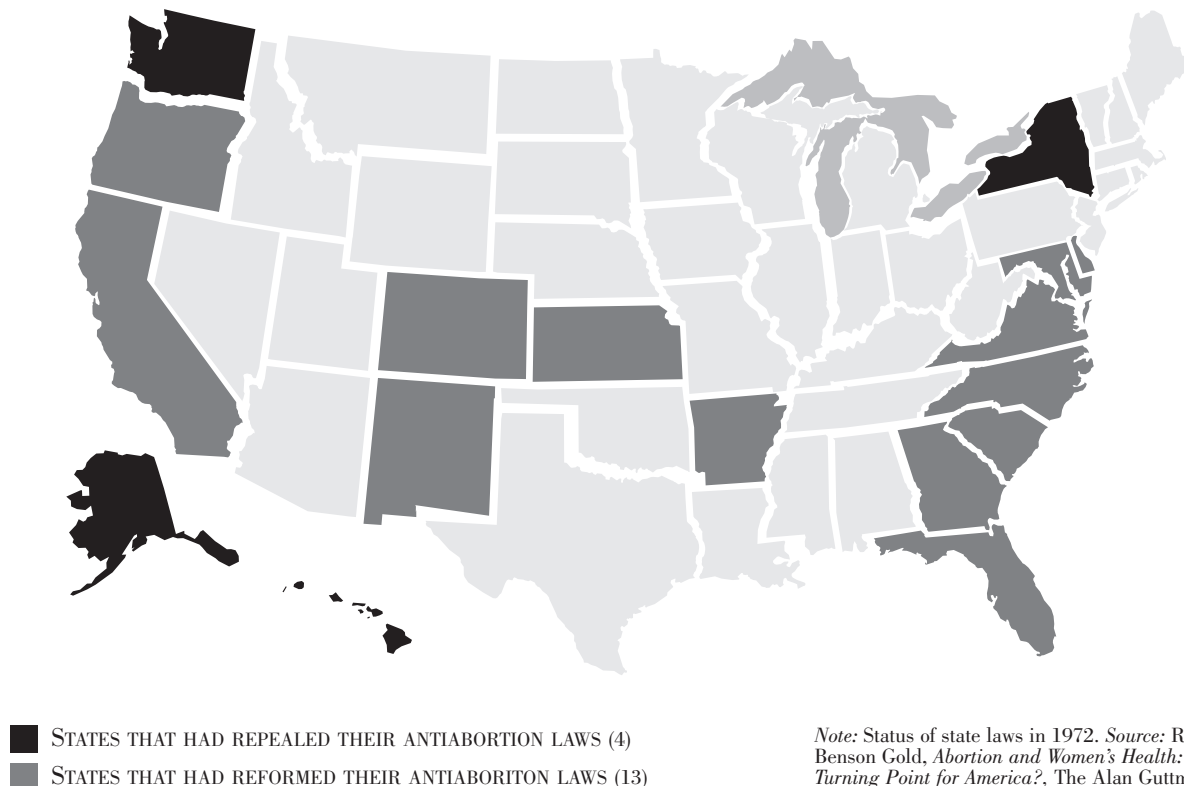 STATES THAT HAD REPEALED THEIR ANTIABORTION LAWS (4)
STATES THAT HAD REFORMED THEIR ANTIABORITON LAWS (13)
Note: Status of state laws in 1972. Source: R
Benson Gold, Abortion and Women's Health:
Turning Point for America?, The Alan Guttm